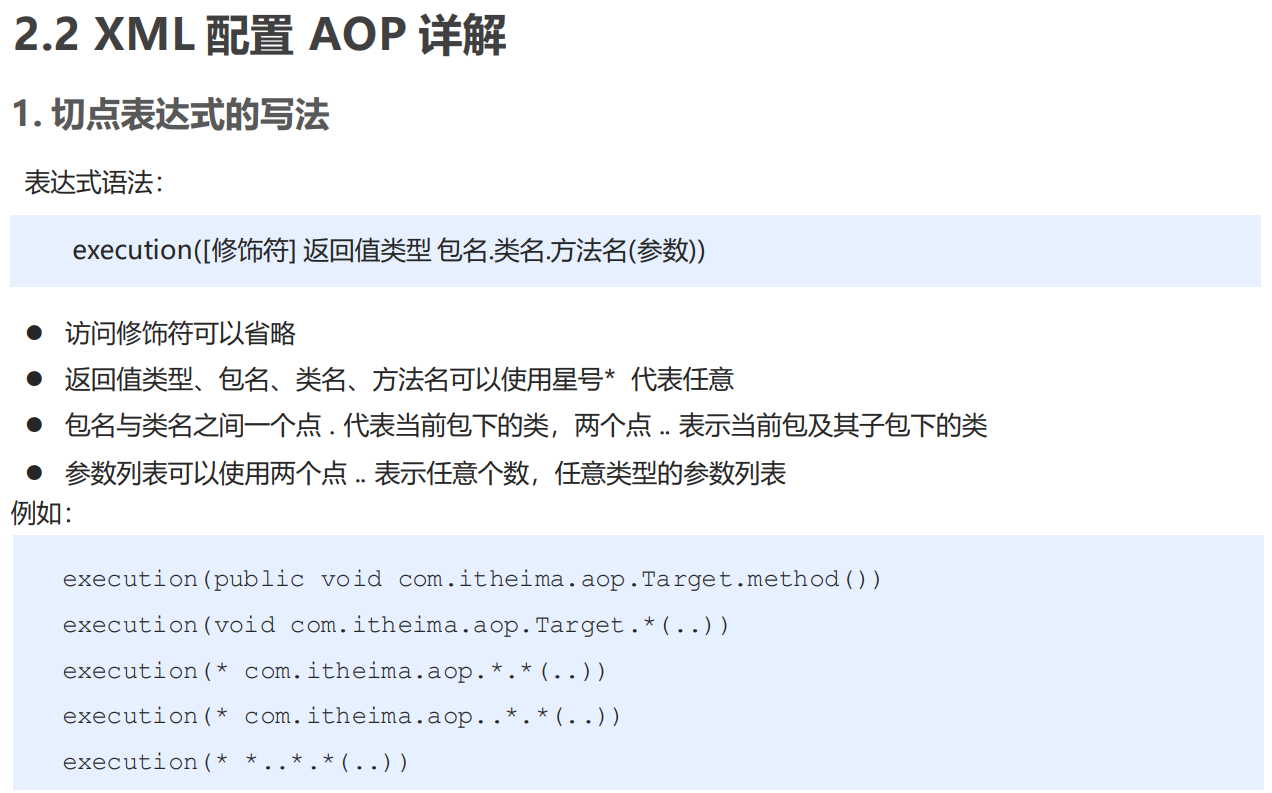 2.2 XML 配置 AOP 详解
1. 切点表达式的写法
表达式语法：
execution([修饰符] 返回值类型 包名.类名.方法名(参数))
● 访问修饰符可以省略
● 返回值类型、包名、类名、方法名可以使用星号* 代表任意
● 包名与类名之间一个点 . 代表当前包下的类，两个点 .. 表示当前包及其子包下的类
● 参数列表可以使用两个点 .. 表示任意个数，任意类型的参数列表
例如：
execution(public void com.itheima.aop.Target.method())
execution(void com.itheima.aop.Target.*(..))
execution(* com.itheima.aop.*.*(..))
execution(* com.itheima.aop..*.*(..))
execution(* *..*.*(..))